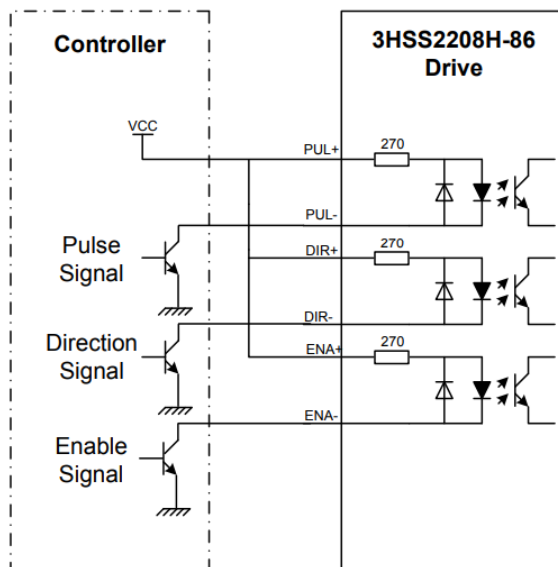 Controller
3HSS2208H-86
Drive
VCC
PUL+
270
PUL-
Pulse
Signal
DIR+
270
DIR-
Direction
Signal
ENA+
270
ENA-
Enable
Signal